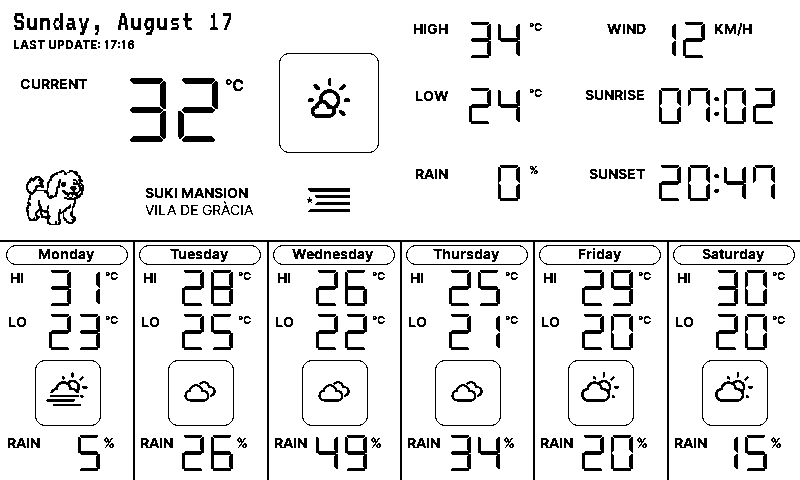 Sunday, August 17
LAST UPDATE: 17:16
CURRENT 32 °C
SUKI MANSION
VILA DE GRÀCIA
HIGH 34 °C
LOW 24 °C
RAIN 0 %
WIND 12 KM/H
SUNRISE 07:02
SUNSET 20:47
Monday
HI 31 °C
LO 23 °C
RAIN 5 %
Tuesday
HI 28 °C
LO 25 °C
RAIN 26 %
Wednesday
HI 26 °C
LO 22 °C
RAIN 49 %
Thursday
HI 25 °C
LO 21 °C
RAIN 34 %
Friday
HI 29 °C
LO 20 °C
RAIN 20 %
Saturday
HI 30 °C
LO 20 °C
RAIN 15 %